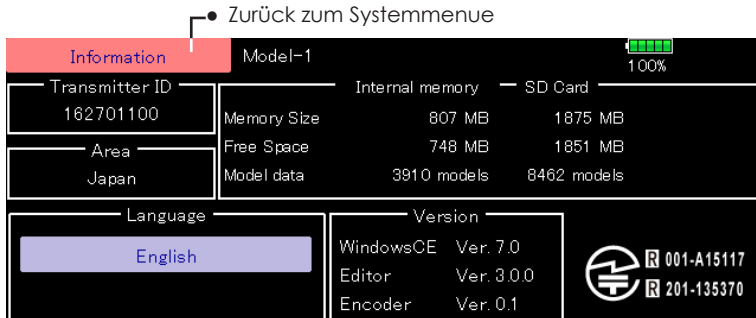 Zurück zum Systemmenue
Information Model-1 100%
Transmitter ID
162701100
Internal memory SD Card
Memory Size 807 MB 1875 MB
Free Space 748 MB 1851 MB
Model data 3910 models 8462 models
Area
Japan
Language
English
Version
WindowsCE Ver. 7.0
Editor Ver. 3.0.0
Encoder Ver. 0.1
R 001-A15117
R 201-135370